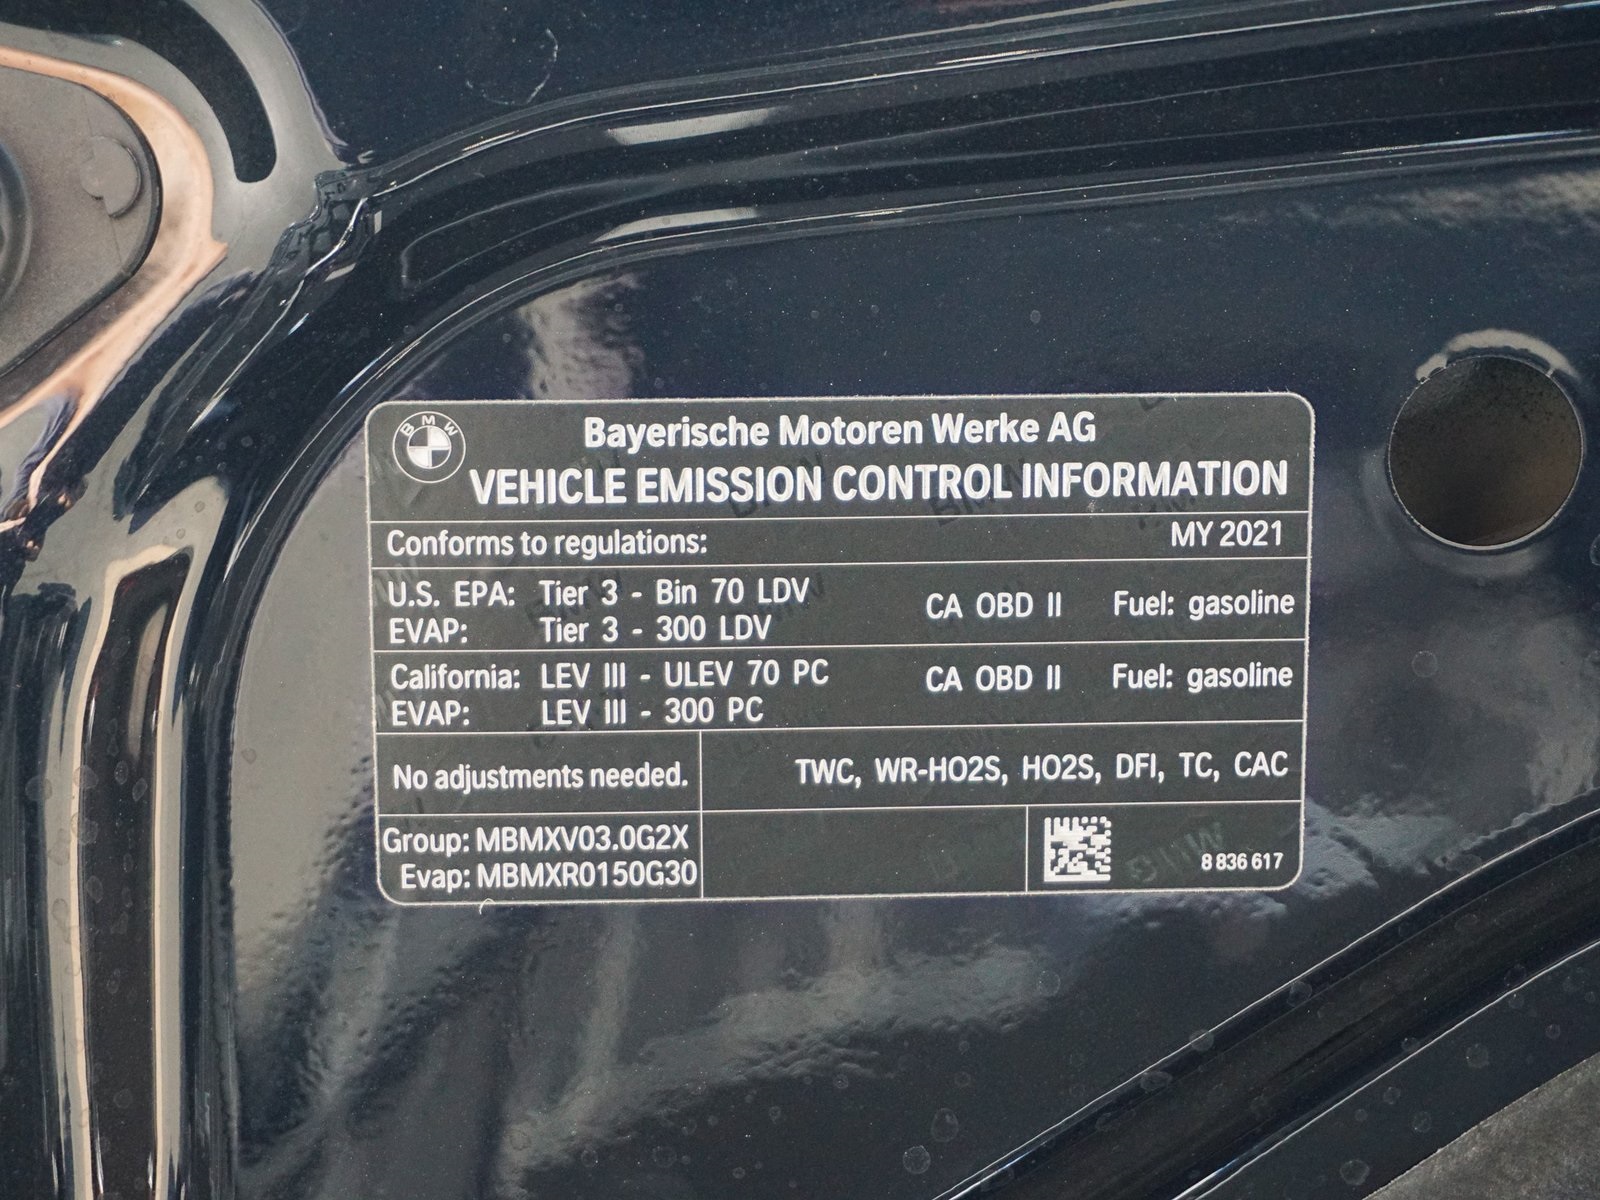 BMW
Bayerische Motoren Werke AG
VEHICLE EMISSION CONTROL INFORMATION
Conforms to regulations: MY 2021
U.S. EPA: Tier 3 - Bin 70 LDV CA OBD II Fuel: gasoline
EVAP: Tier 3 - 300 LDV
California: LEV III - ULEV 70 PC CA OBD II Fuel: gasoline
EVAP: LEV III - 300 PC
No adjustments needed. TWC, WR-HO2S, HO2S, DFI, TC, CAC
Group: MBMXV03.0G2X
Evap: MBMXR0150G30
8 836 617